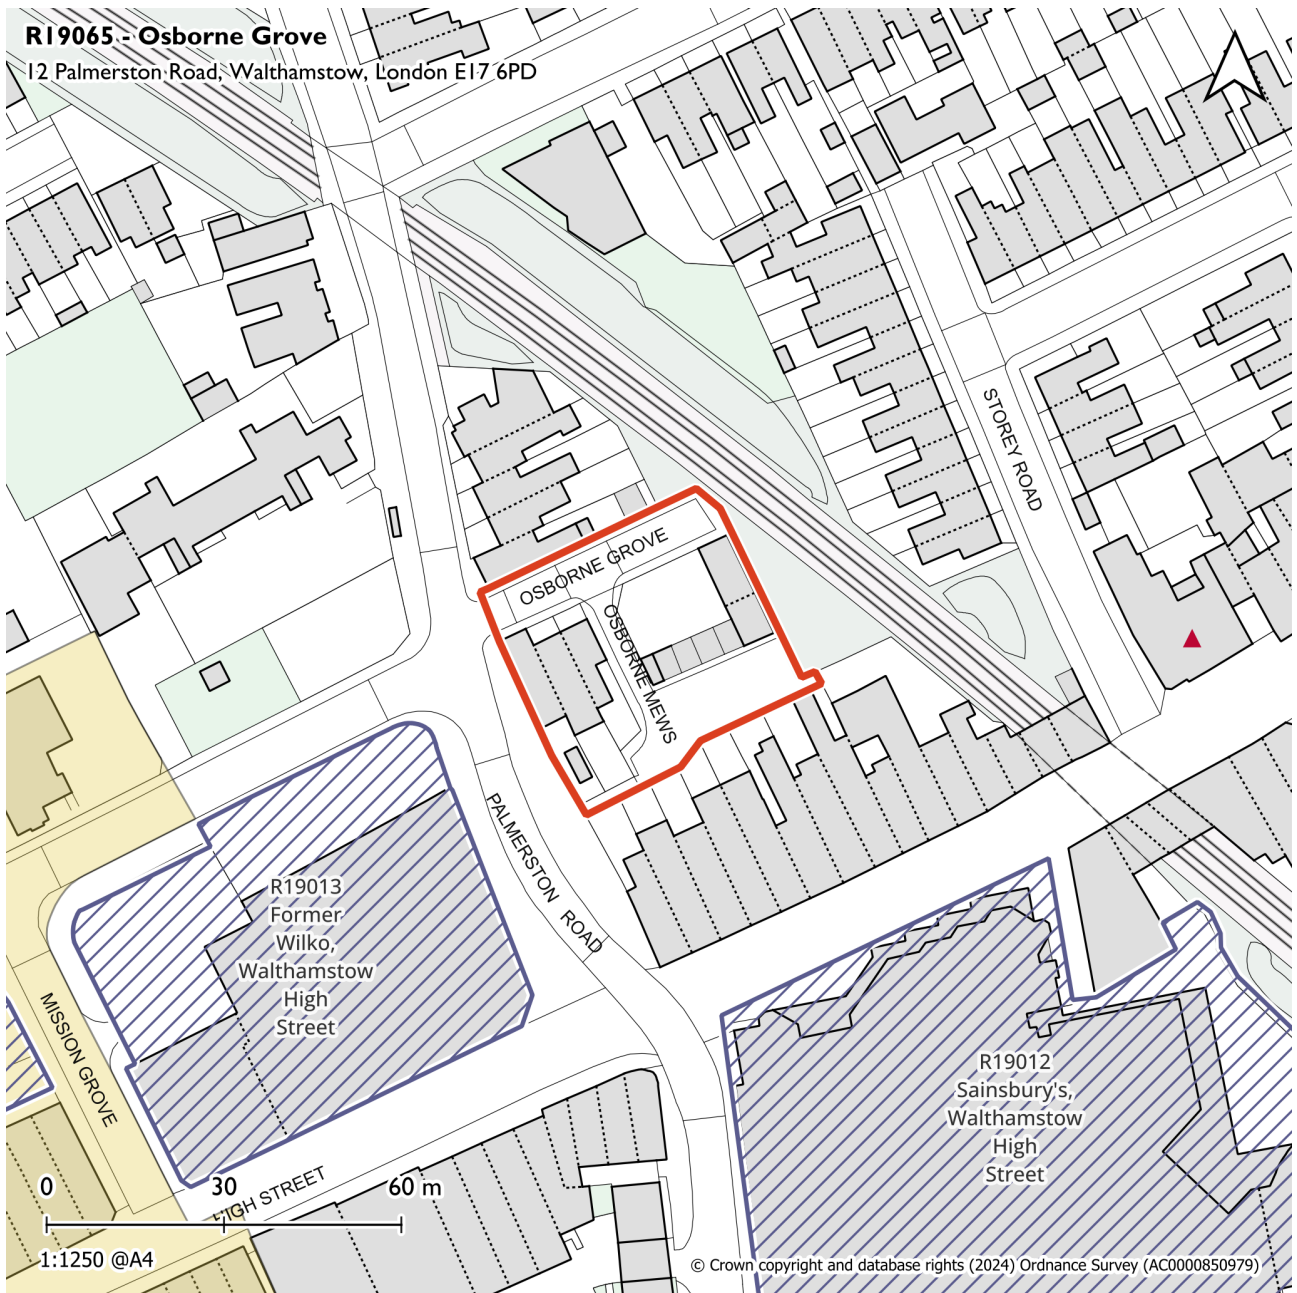 R19065 - Osborne Grove
12 Palmerston Road, Walthamstow, London E17 6PD
STOREY ROAD
OSBORNE GROVE
OSBORNE MEWS
PALMERSTON ROAD
R19013
Former
Wilko,
Walthamstow
High
Street
MISSION GROVE
R19012
Sainsbury's,
Walthamstow
High
Street
HIGH STREET
0 30 60 m
1:1250 @A4
© Crown copyright and database rights (2024) Ordnance Survey (AC0000850979)